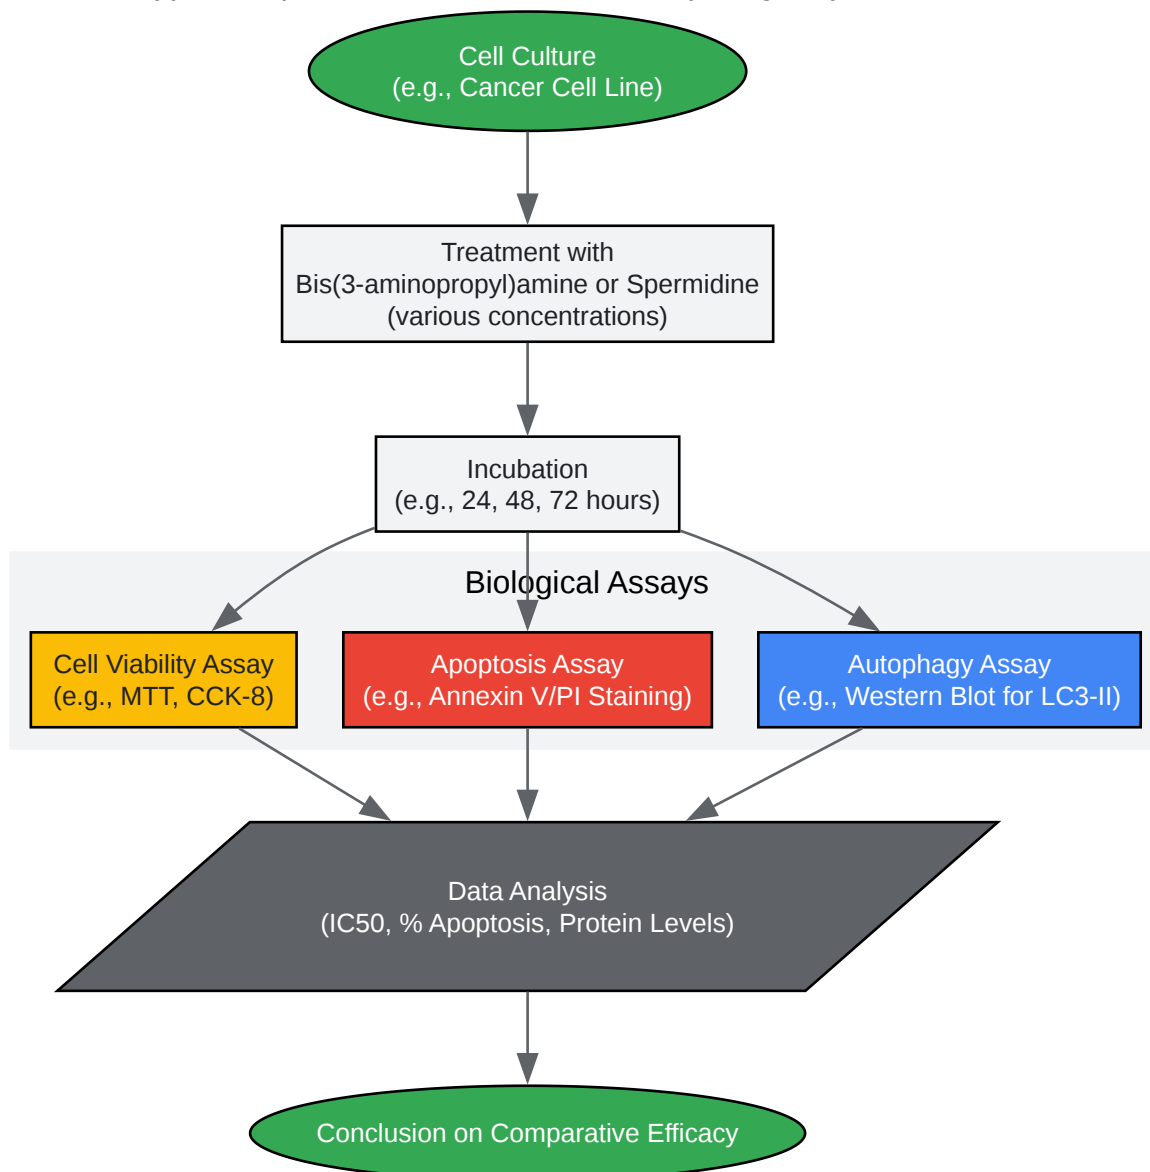 Cell Culture
(e.g., Cancer Cell Line)
Treatment with
Bis(3-aminopropyl)amine or Spermidine
(various concentrations)
Incubation
(e.g., 24, 48, 72 hours)
Biological Assays
Cell Viability Assay
(e.g., MTT, CCK-8)
Apoptosis Assay
(e.g., Annexin V/PI Staining)
Autophagy Assay
(e.g., Western Blot for LC3-II)
Data Analysis
(IC50, % Apoptosis, Protein Levels)
Conclusion on Comparative Efficacy